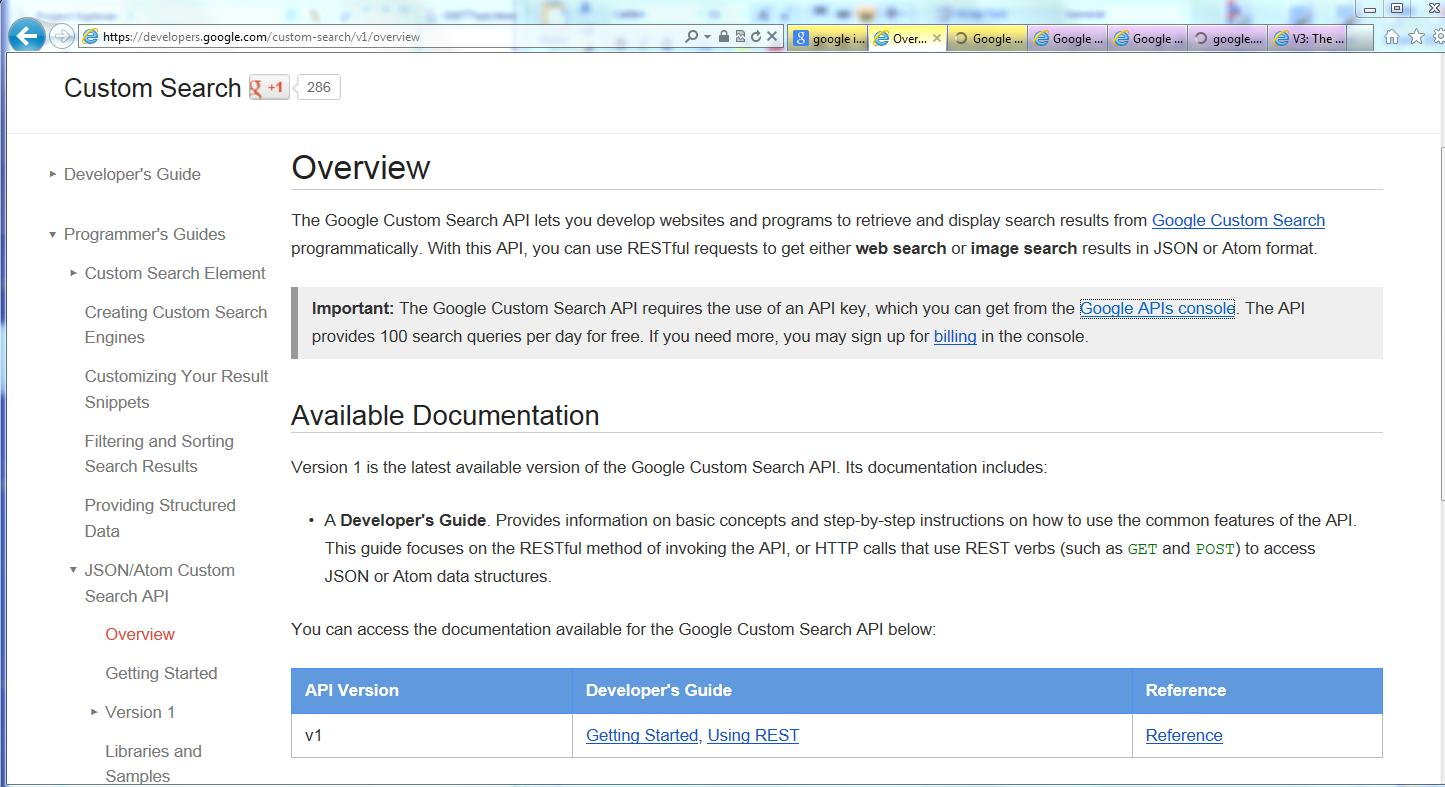 https://developers.google.com/custom-search/v1/overview
google i...
Over...
Google ...
Google ...
Google ...
google....
V3: The ...
Custom Search
+1
286
Developer's Guide
Programmer's Guides
Custom Search Element
Creating Custom Search
Engines
Customizing Your Result
Snippets
Filtering and Sorting
Search Results
Providing Structured
Data
JSON/Atom Custom
Search API
Overview
Getting Started
Version 1
Libraries and
Samples
Overview
The Google Custom Search API lets you develop websites and programs to retrieve and display search results from Google Custom Search
programmatically. With this API, you can use RESTful requests to get either web search or image search results in JSON or Atom format.
Important: The Google Custom Search API requires the use of an API key, which you can get from the Google APIs console. The API
provides 100 search queries per day for free. If you need more, you may sign up for billing in the console.
Available Documentation
Version 1 is the latest available version of the Google Custom Search API. Its documentation includes:
• A Developer's Guide. Provides information on basic concepts and step-by-step instructions on how to use the common features of the API.
This guide focuses on the RESTful method of invoking the API, or HTTP calls that use REST verbs (such as GET and POST) to access
JSON or Atom data structures.
You can access the documentation available for the Google Custom Search API below:
API Version Developer's Guide Reference
v1 Getting Started, Using REST Reference